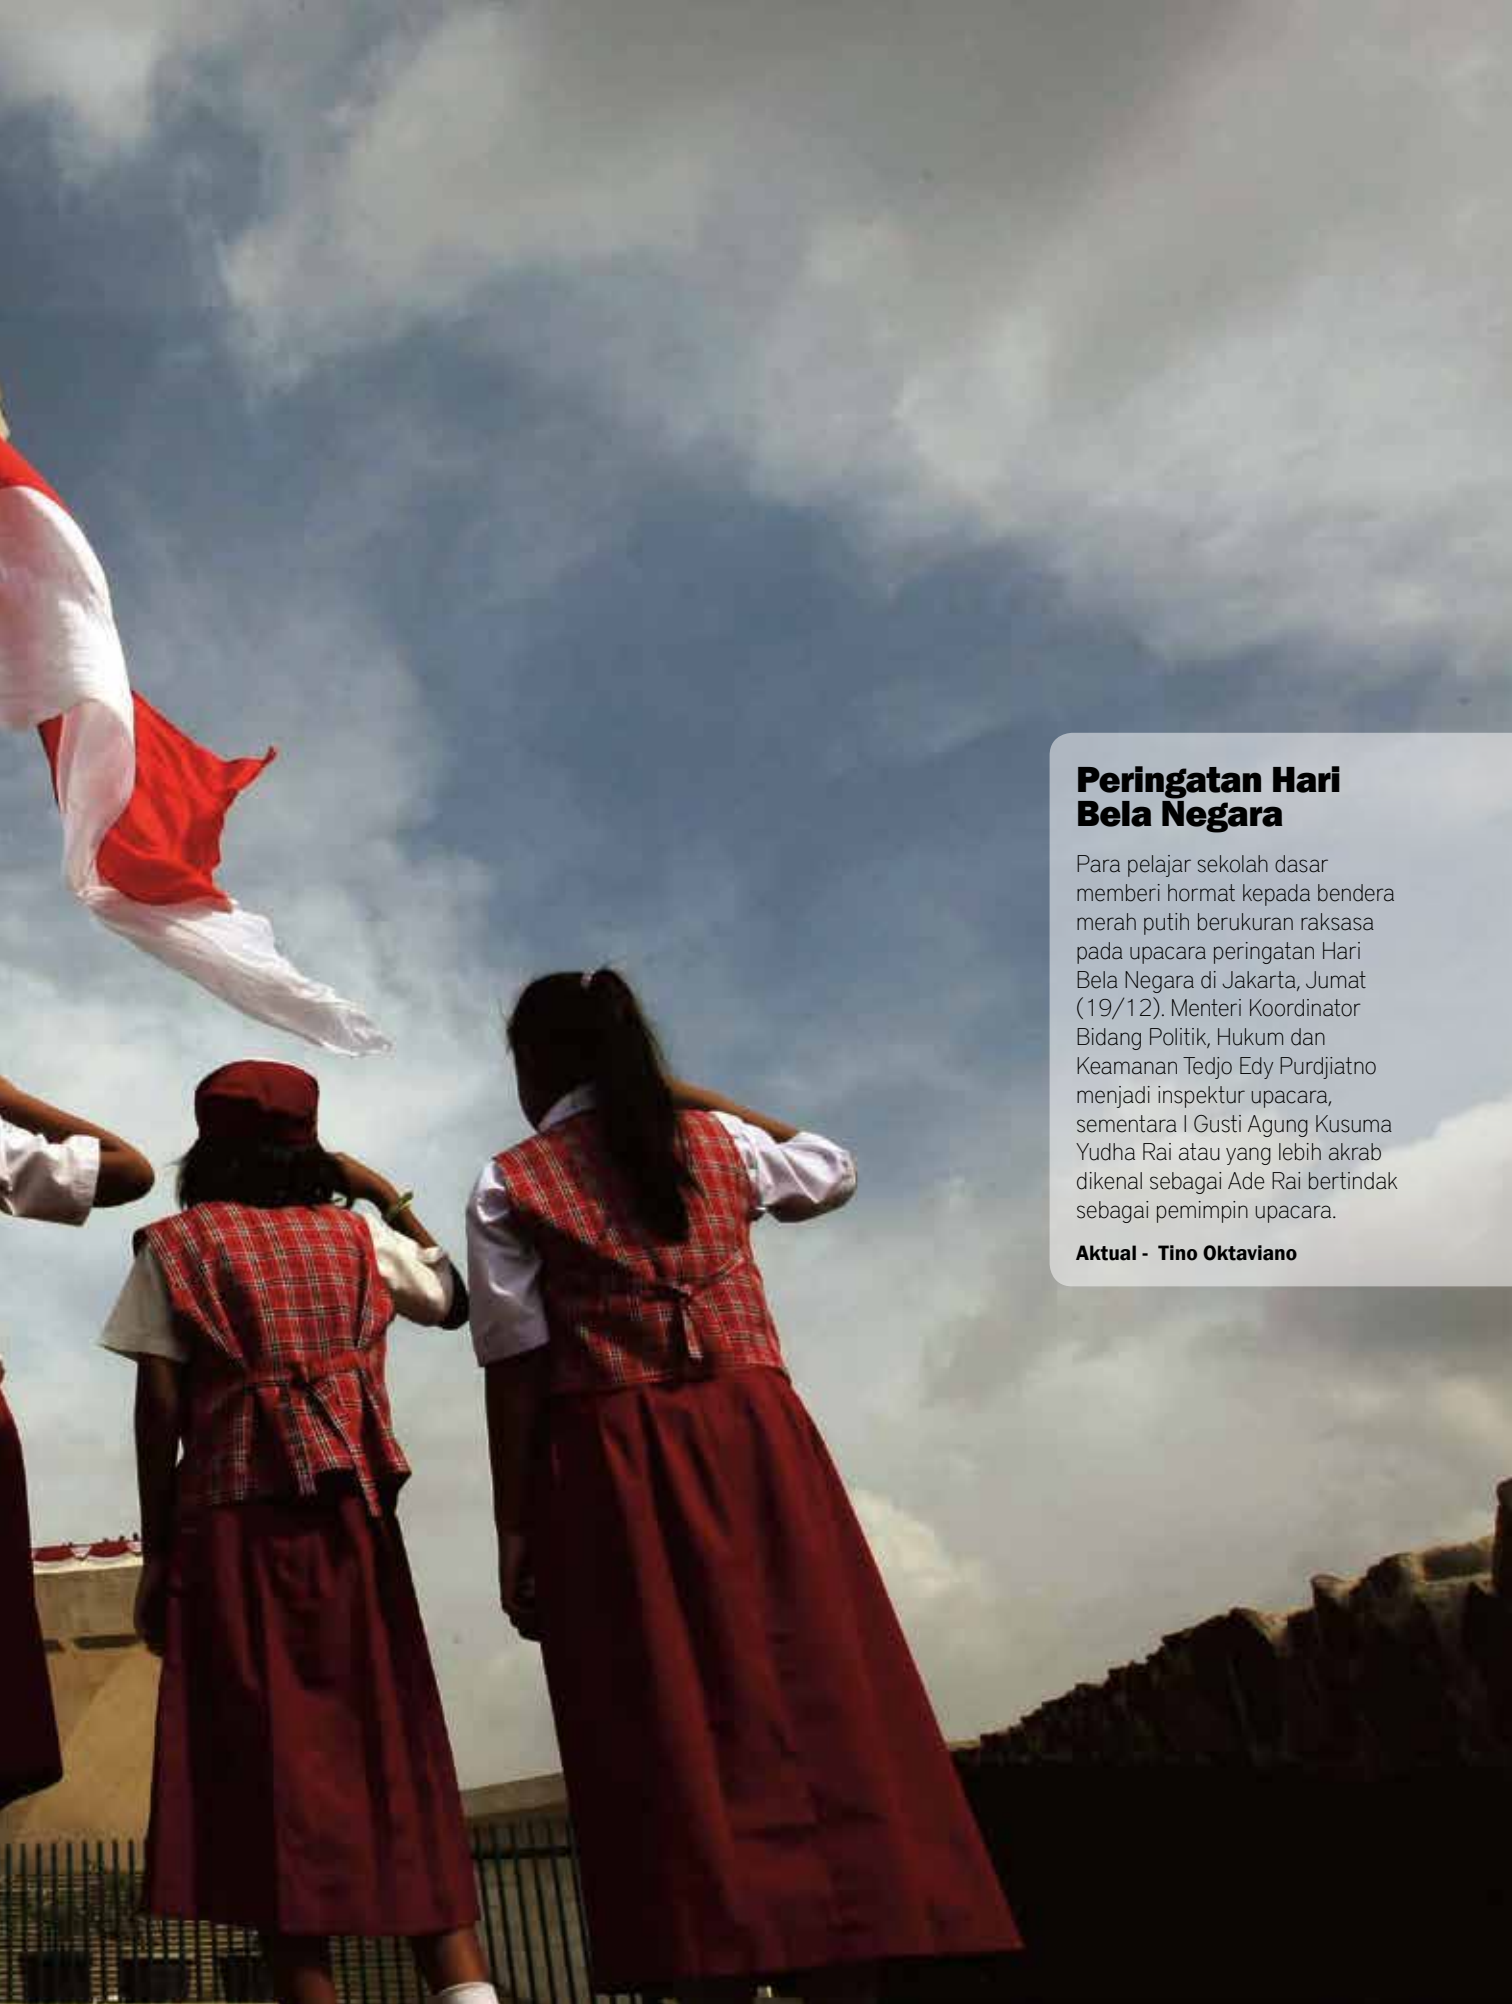 Peringatan Hari
Bela Negara
Para pelajar sekolah dasar
memberi hormat kepada bendera
merah putih berukuran raksasa
pada upacara peringatan Hari
Bela Negara di Jakarta, Jumat
(19/12). Menteri Koordinator
Bidang Politik, Hukum dan
Keamanan Tedjo Edy Purdjiatno
menjadi inspektur upacara,
sementara I Gusti Agung Kusuma
Yudha Rai atau yang lebih akrab
dikenal sebagai Ade Rai bertindak
sebagai pemimpin upacara.
Aktual - Tino Oktaviano